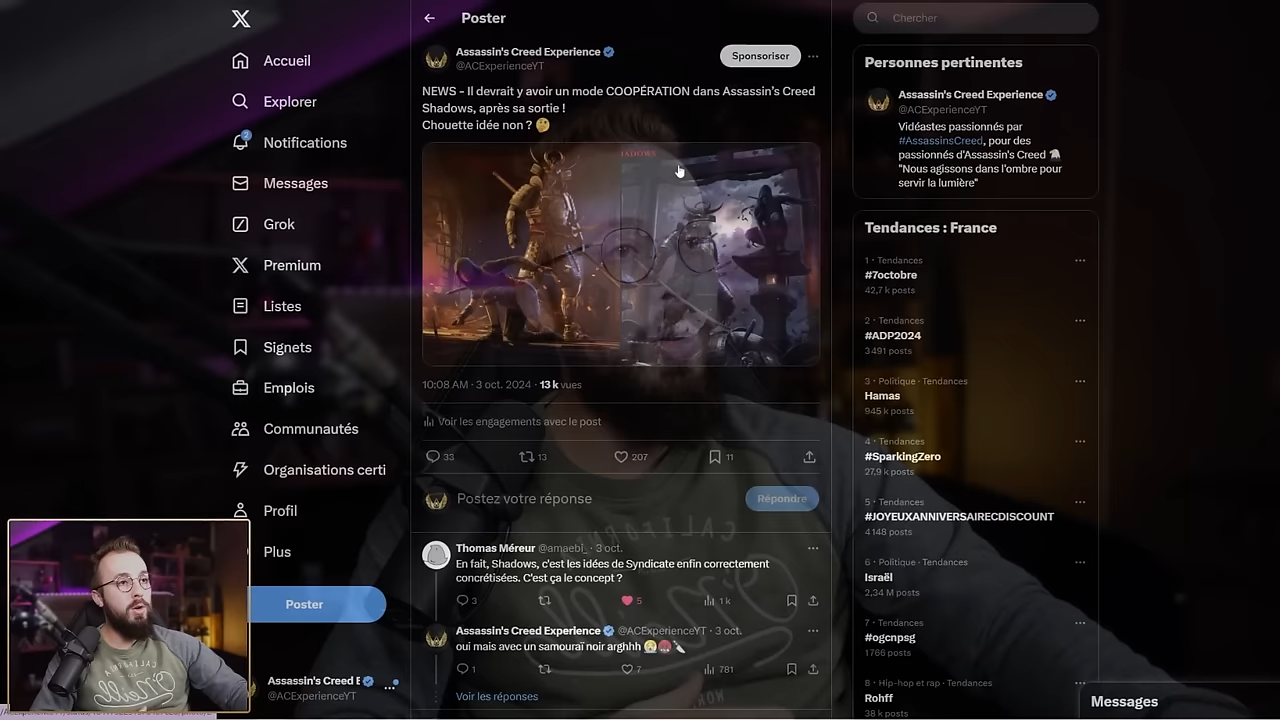 Accueil
Explorer
2
Notifications
Messages
Grok
Premium
Listes
Signets
Emplois
Communautés
Organisations certi
Profil
Plus
Poster
Assassin's Creed E
@ACExperienceYT
Poster
Assassin's Creed Experience
@ACExperienceYT
Sponsoriser
NEWS - Il devrait y avoir un mode COOPÉRATION dans Assassin's Creed
Shadows, après sa sortie !
Chouette idée non ? 🤔
10:08 AM · 3 oct. 2024 · 13 k vues
Voir les engagements avec le post
33 13 207 11
Postez votre réponse
Répondre
Thomas Méreur @amaebi_ · 3 oct.
En fait, Shadows, c'est les idées de Syndicate enfin correctement
concrétisées. C'est ça le concept ?
3 5 1 k
Assassin's Creed Experience @ACExperienceYT · 3 oct.
oui mais avec un samouraï noir arghhh
1 7 781
Voir les réponses
Chercher
Personnes pertinentes
Assassin's Creed Experience
@ACExperienceYT
Vidéastes passionnés par
#AssassinsCreed, pour des
passionnés d'Assassin's Creed
"Nous agissons dans l'ombre pour
servir la lumière"
Tendances : France
1 · Tendances
#7octobre
42,7 k posts
2 · Tendances
#ADP2024
3 491 posts
3 · Politique · Tendances
Hamas
945 k posts
4 · Tendances
#SparkingZero
27,9 k posts
5 · Tendances
#JOYEUXANNIVERSAIRECDISCOUNT
4 148 posts
6 · Politique · Tendances
Israël
2,34 M posts
7 · Tendances
#ogcnpsg
1 766 posts
8 · Hip-hop et rap · Tendances
Rohff
38 k posts
Messages
CALIFORNIA